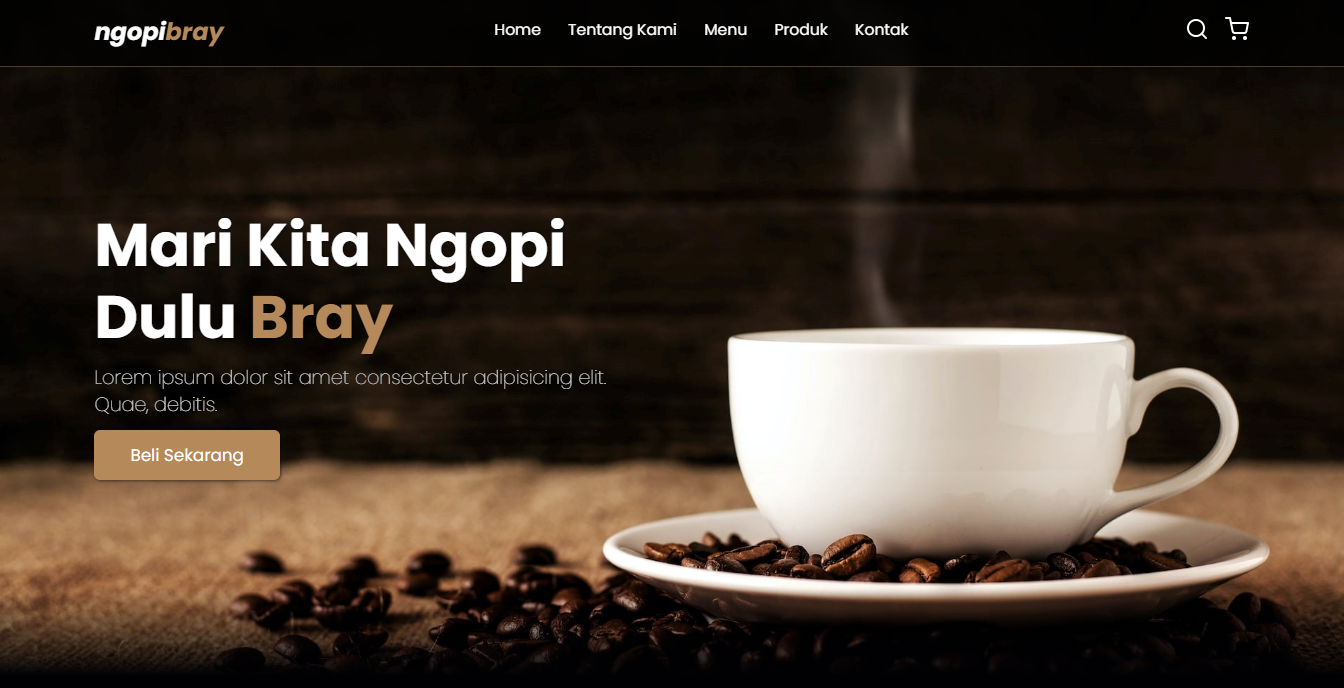 ngopibray
Home Tentang Kami Menu Produk Kontak
Mari Kita Ngopi
Dulu Bray
Lorem ipsum dolor sit amet consectetur adipisicing elit.
Quae, debitis.
Beli Sekarang